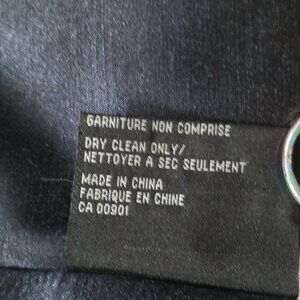 GARNITURE NON COMPRISE
DRY CLEAN ONLY/
NETTOYER A SEC SEULEMENT
MADE IN CHINA
FABRIQUE EN CHINE
CA 00901